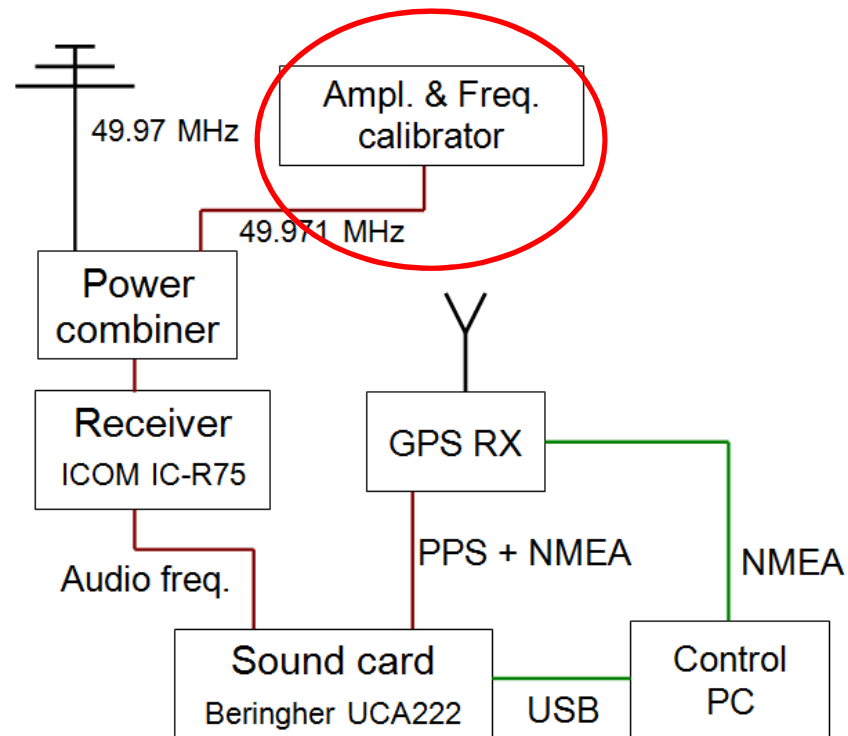 Ampl. & Freq.
calibrator
49.97 MHz
49.971 MHz
Power
combiner
Receiver
ICOM IC-R75
GPS RX
PPS + NMEA
NMEA
Audio freq.
Sound card
Beringher UCA222
USB
Control
PC